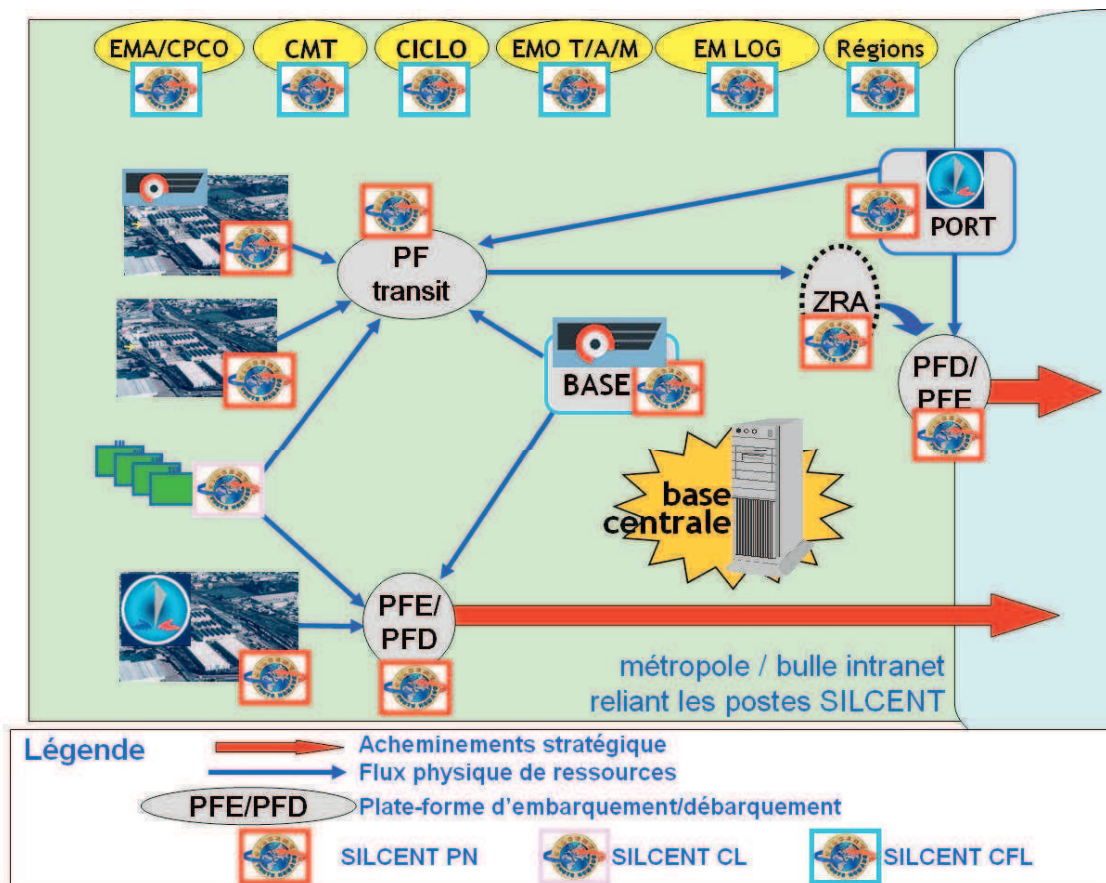 EMA/CPCO
CMT
CICLO
EMO T/A/M
EM LOG
Régions
PORT
PF
transit
ZRA
BASE
PFD/
PFE
base
centrale
PFE/
PFD
métropole / bulle intranet
reliant les postes SILCENT
Légende
Acheminements stratégique
Flux physique de ressources
PFE/PFD
Plate-forme d'embarquement/débarquement
SILCENT PN
SILCENT CL
SILCENT CFL